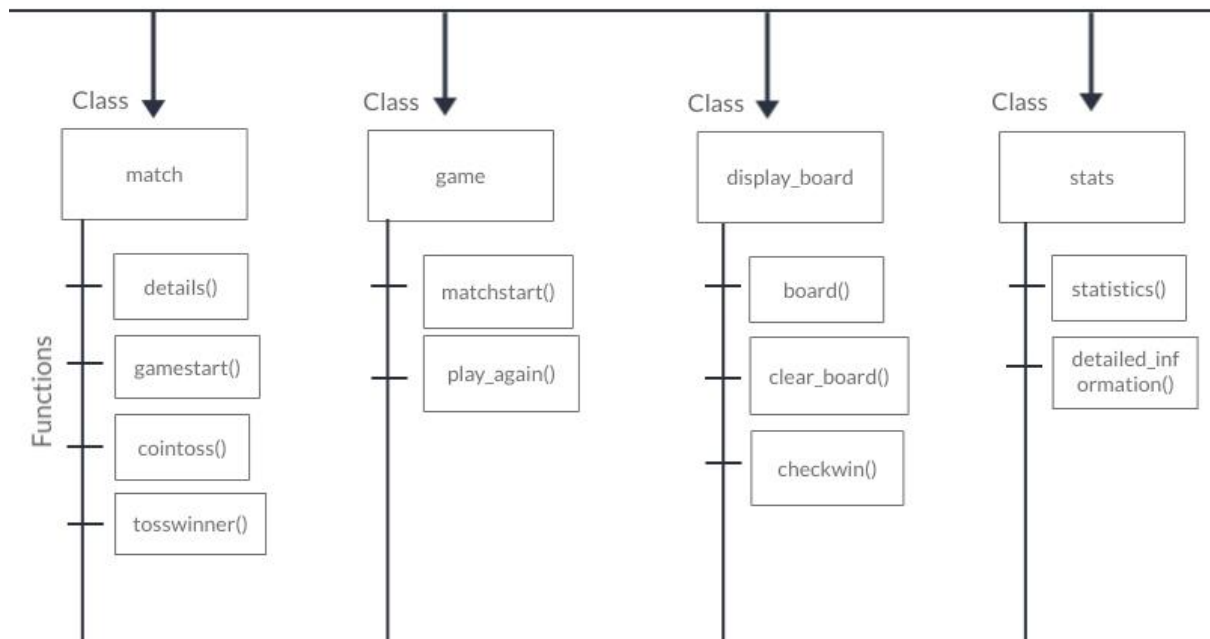 Class
match
Functions
details()
gamestart()
cointoss()
tosswinner()
Class
game
matchstart()
play_again()
Class
display_board
board()
clear_board()
checkwin()
Class
stats
statistics()
detailed_inf
ormation()